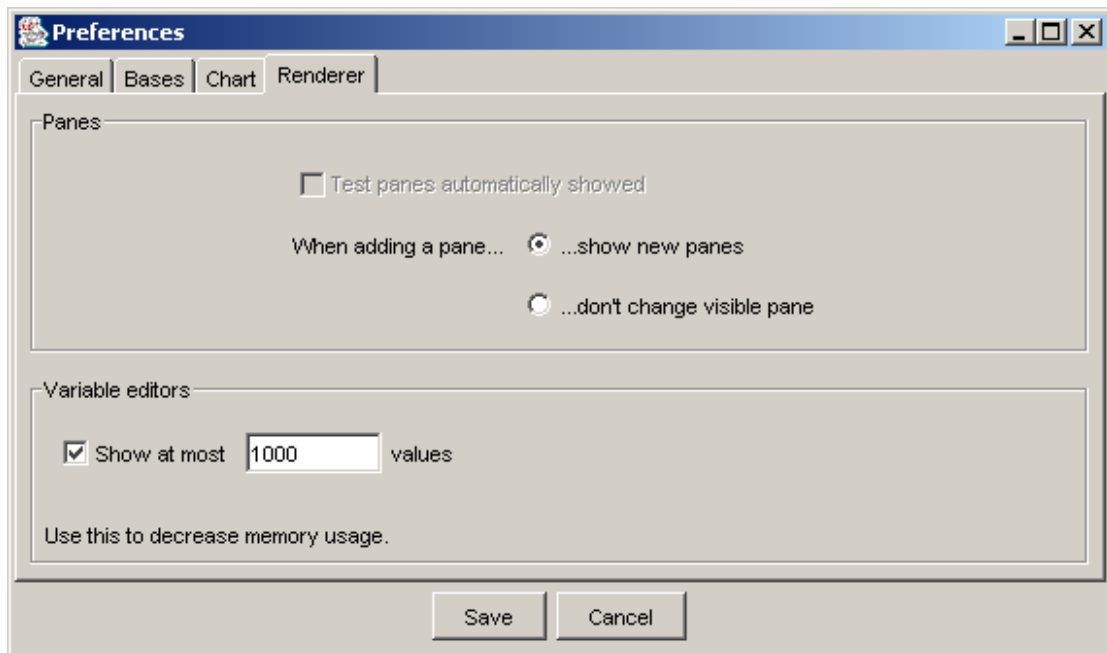 Preferences
General Bases Chart Renderer
Panes
Test panes automatically showed
When adding a pane... ...show new panes
...don't change visible pane
Variable editors
Show at most 1000 values
Use this to decrease memory usage.
Save Cancel